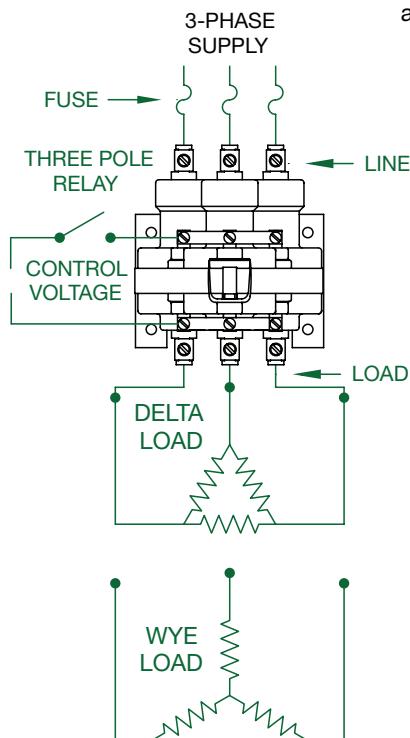 3-PHASE
SUPPLY
a
FUSE
THREE POLE
RELAY
LINE
CONTROL
VOLTAGE
LOAD
DELTA
LOAD
WYE
LOAD